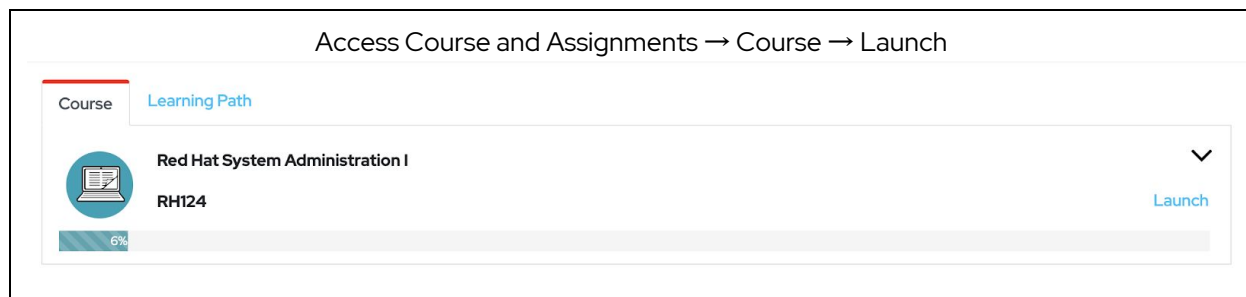 Access Course and Assignments → Course → Launch
Course
Learning Path
Red Hat System Administration I
RH124
Launch
6%